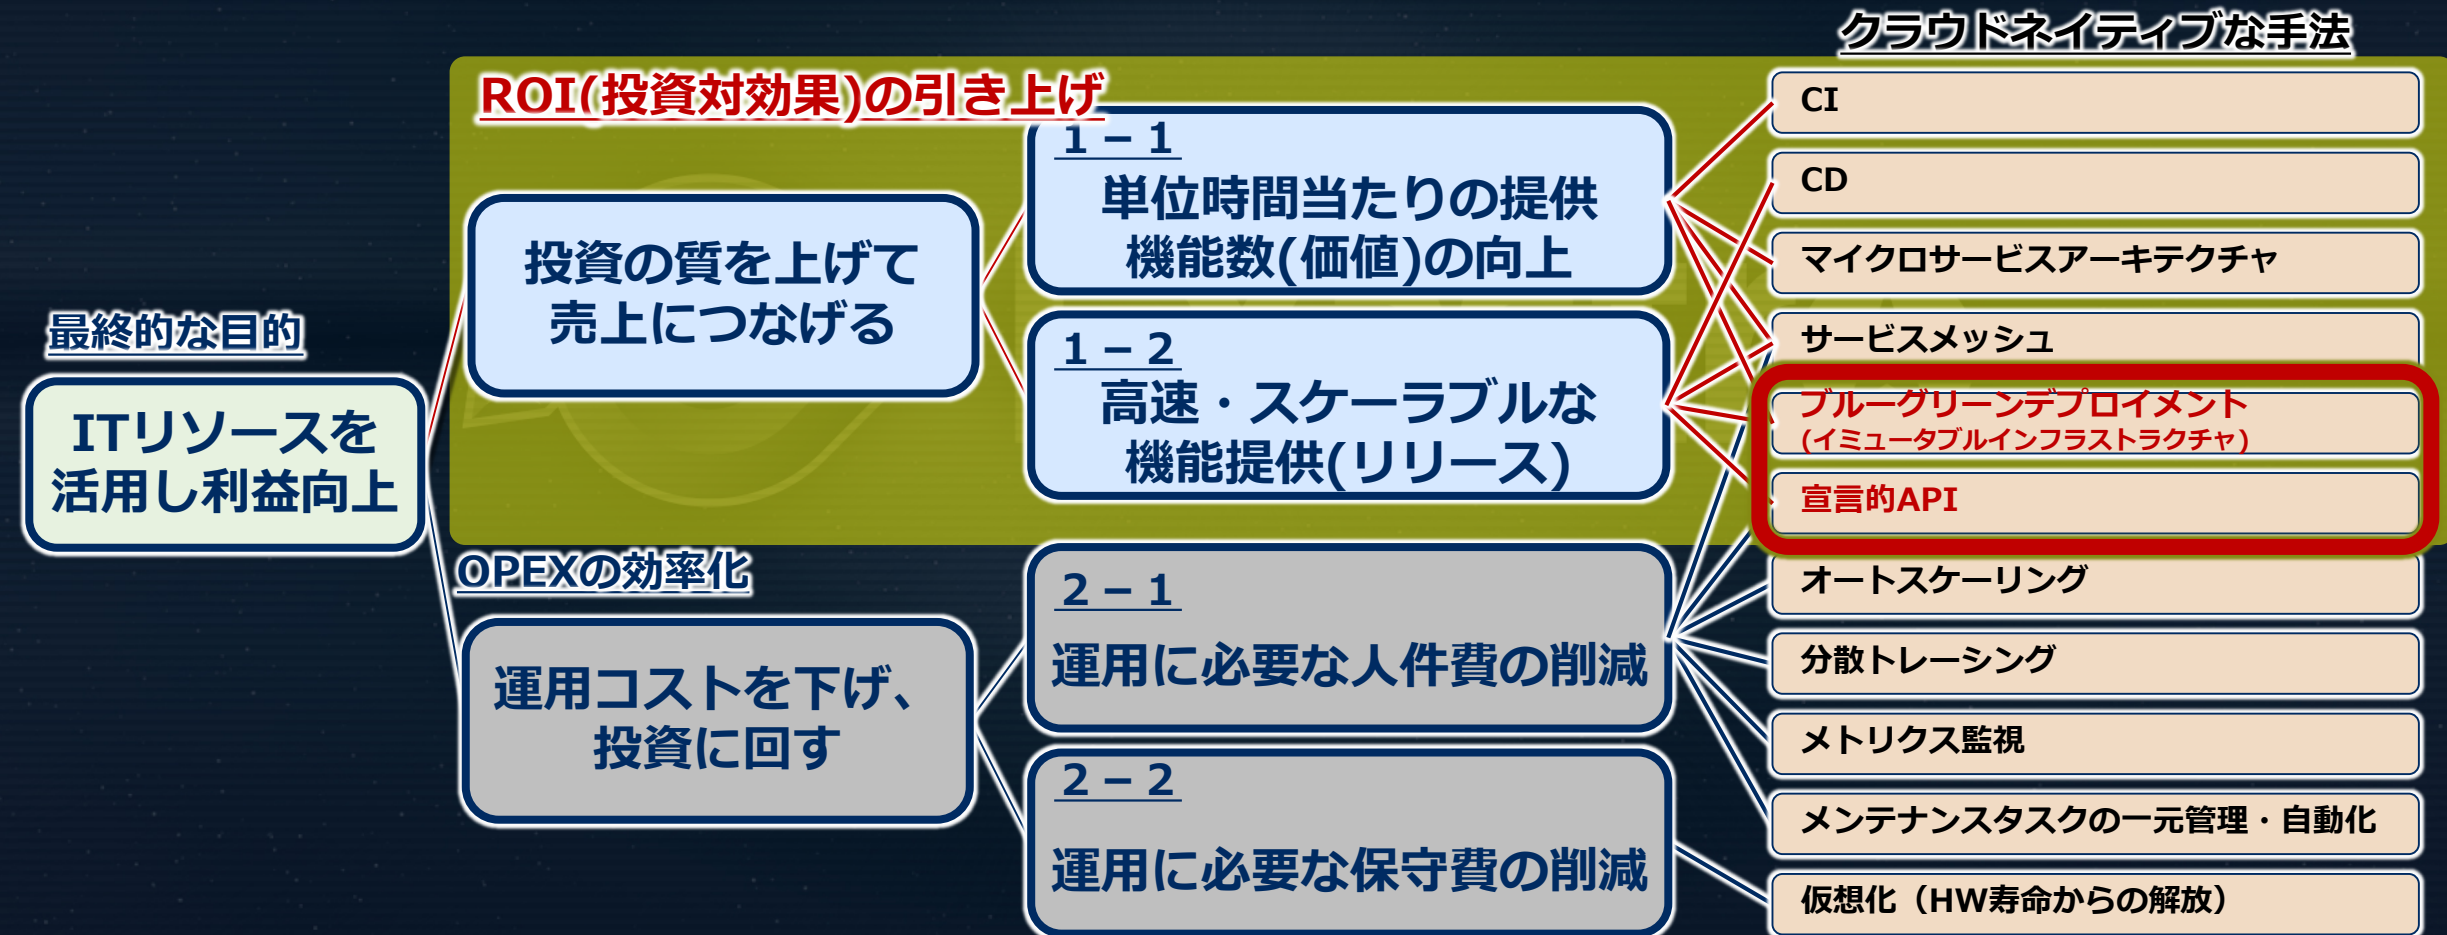 クラウドネイティブな手法
ROI(投資対効果)の引き上げ
最終的な目的
ITリソースを
活用し利益向上
投資の質を上げて
売上につなげる
1－1
単位時間当たりの提供
機能数(価値)の向上
1－2
高速・スケーラブルな
機能提供(リリース)
OPEXの効率化
運用コストを下げ、
投資に回す
2－1
運用に必要な人件費の削減
2－2
運用に必要な保守費の削減
CI
CD
マイクロサービスアーキテクチャ
サービスメッシュ
ブルーグリーンデプロイメント
(イミュータブルインフラストラクチャ)
宣言的API
オートスケーリング
分散トレーシング
メトリクス監視
メンテナンスタスクの一元管理・自動化
仮想化（HW寿命からの解放）